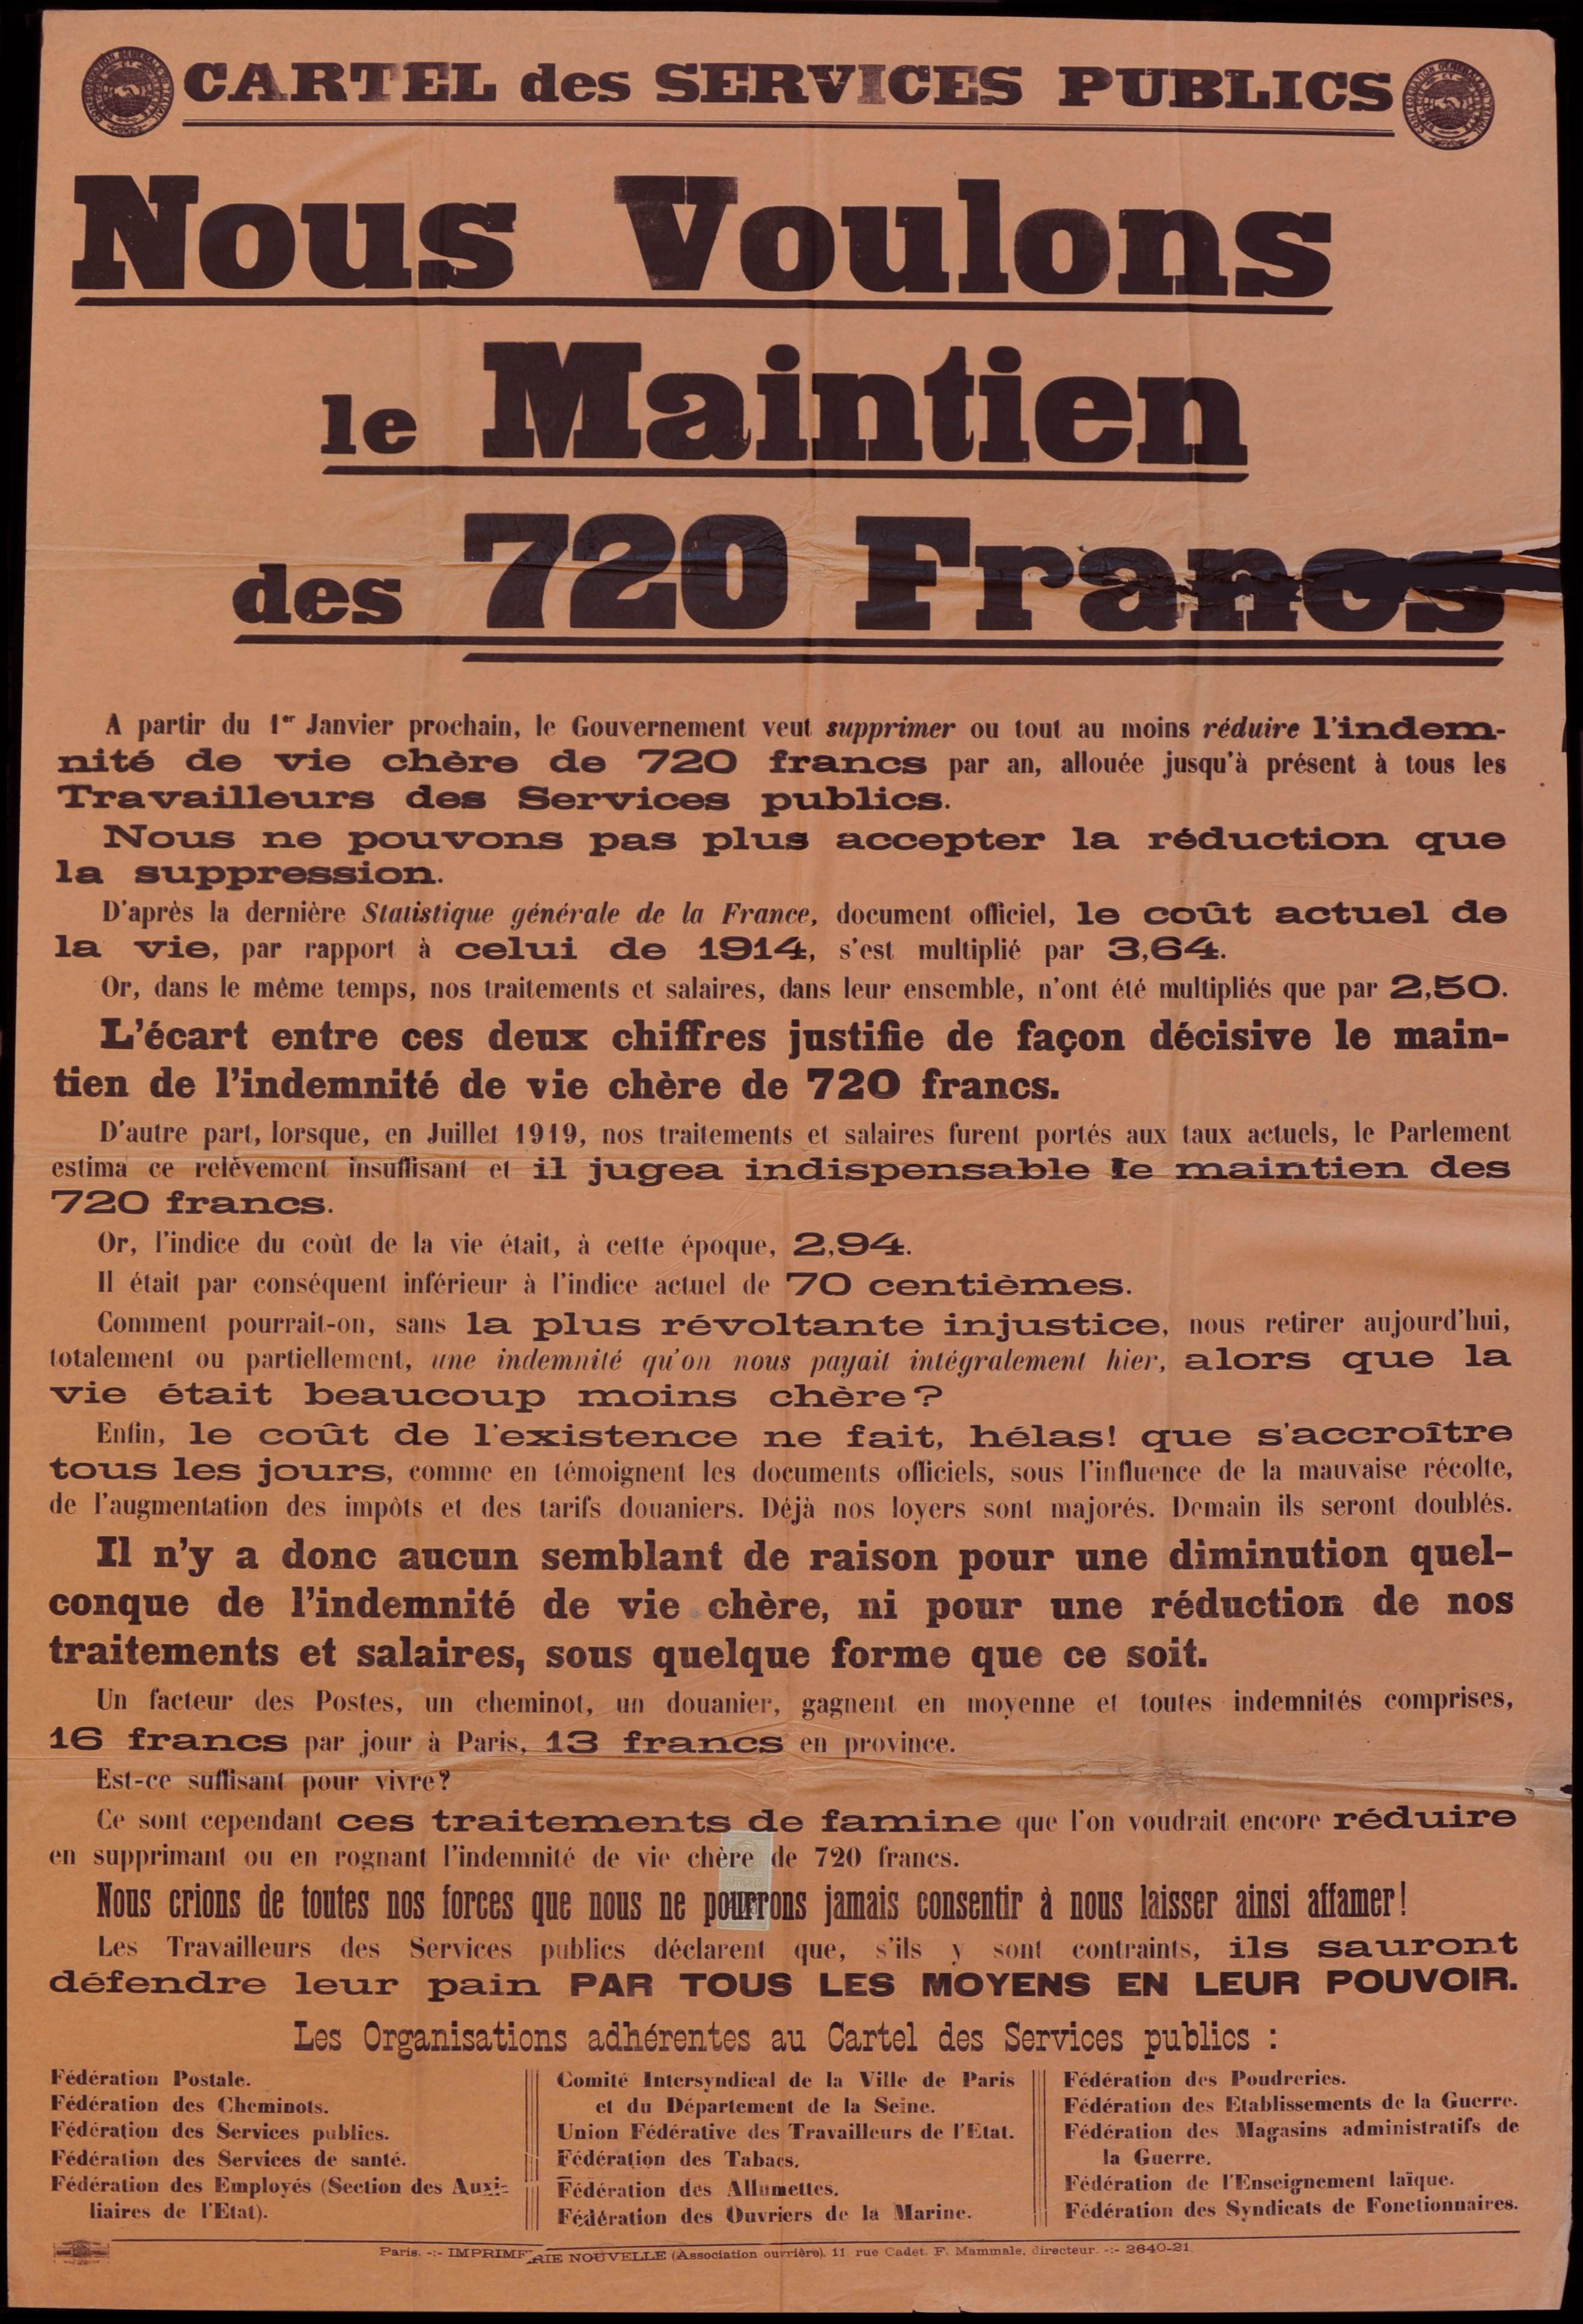 CARTEL des SERVICES PUBLICS
Nous Voulons
le Maintien
des 720 Francs
A partir du 1er Janvier prochain, le Gouvernement veut supprimer ou tout au moins réduire l'indem-
nité de vie chère de 720 francs par an, allouée jusqu'à présent à tous les
Travailleurs des Services publics.
Nous ne pouvons pas plus accepter la réduction que
la suppression.
D'après la dernière Statistique générale de la France, document officiel, le coût actuel de
la vie, par rapport à celui de 1914, s'est multiplié par 3,64.
Or, dans le même temps, nos traitements et salaires, dans leur ensemble, n'ont été multipliés que par 2,50.
L'écart entre ces deux chiffres justifie de façon décisive le main-
tien de l'indemnité de vie chère de 720 francs.
D'autre part, lorsque, en Juillet 1919, nos traitements et salaires furent portés aux taux actuels, le Parlement
estima ce relèvement insuffisant et il jugea indispensable le maintien des
720 francs.
Or, l'indice du coût de la vie était, à cette époque, 2,94.
Il était par conséquent inférieur à l'indice actuel de 70 centièmes.
Comment pourrait-on, sans la plus révoltante injustice, nous retirer aujourd'hui,
totalement ou partiellement, une indemnité qu'on nous payait intégralement hier, alors que la
vie était beaucoup moins chère?
Enfin, le coût de l'existence ne fait, hélas! que s'accroître
tous les jours, comme en témoignent les documents officiels, sous l'influence de la mauvaise récolte,
de l'augmentation des impôts et des tarifs douaniers. Déjà nos loyers sont majorés. Demain ils seront doublés.
Il n'y a donc aucun semblant de raison pour une diminution quel-
conque de l'indemnité de vie chère, ni pour une réduction de nos
traitements et salaires, sous quelque forme que ce soit.
Un facteur des Postes, un cheminot, un douanier, gagnent en moyenne et toutes indemnités comprises,
16 francs par jour à Paris, 13 francs en province.
Est-ce suffisant pour vivre?
Ce sont cependant ces traitements de famine que l'on voudrait encore réduire
en supprimant ou en rognant l'indemnité de vie chère de 720 francs.
Nous crions de toutes nos forces que nous ne pourrons jamais consentir à nous laisser ainsi affamer!
Les Travailleurs des Services publics déclarent que, s'ils y sont contraints, ils sauront
défendre leur pain PAR TOUS LES MOYENS EN LEUR POUVOIR.
Les Organisations adhérentes au Cartel des Services publics :
Fédération Postale.
Fédération des Cheminots.
Fédération des Services publics.
Fédération des Services de santé.
Fédération des Employés (Section des Auxi-
liaires de l'Etat).
Comité Intersyndical de la Ville de Paris
et du Département de la Seine.
Union Fédérative des Travailleurs de l'Etat.
Fédération des Tabacs.
Fédération des Allumettes.
Fédération des Ouvriers de la Marine.
Fédération des Poudreries.
Fédération des Etablissements de la Guerre.
Fédération des Magasins administratifs de
la Guerre.
Fédération de l'Enseignement laïque.
Fédération des Syndicats de Fonctionnaires.
Paris. -:- IMPRIMERIE NOUVELLE (Association ouvrière), 11 rue Cadet. F. Mammale, directeur. -:- 2640-21